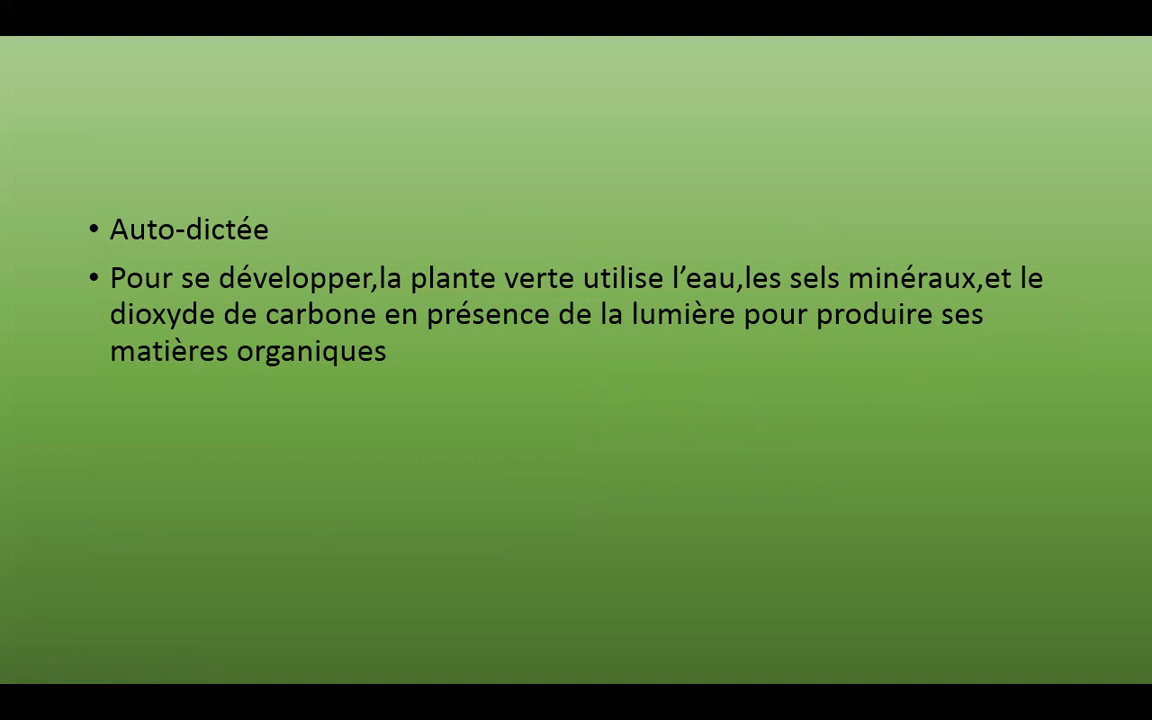 • Auto-dictée
• Pour se développer,la plante verte utilise l’eau,les sels minéraux,et le
dioxyde de carbone en présence de la lumière pour produire ses
matières organiques